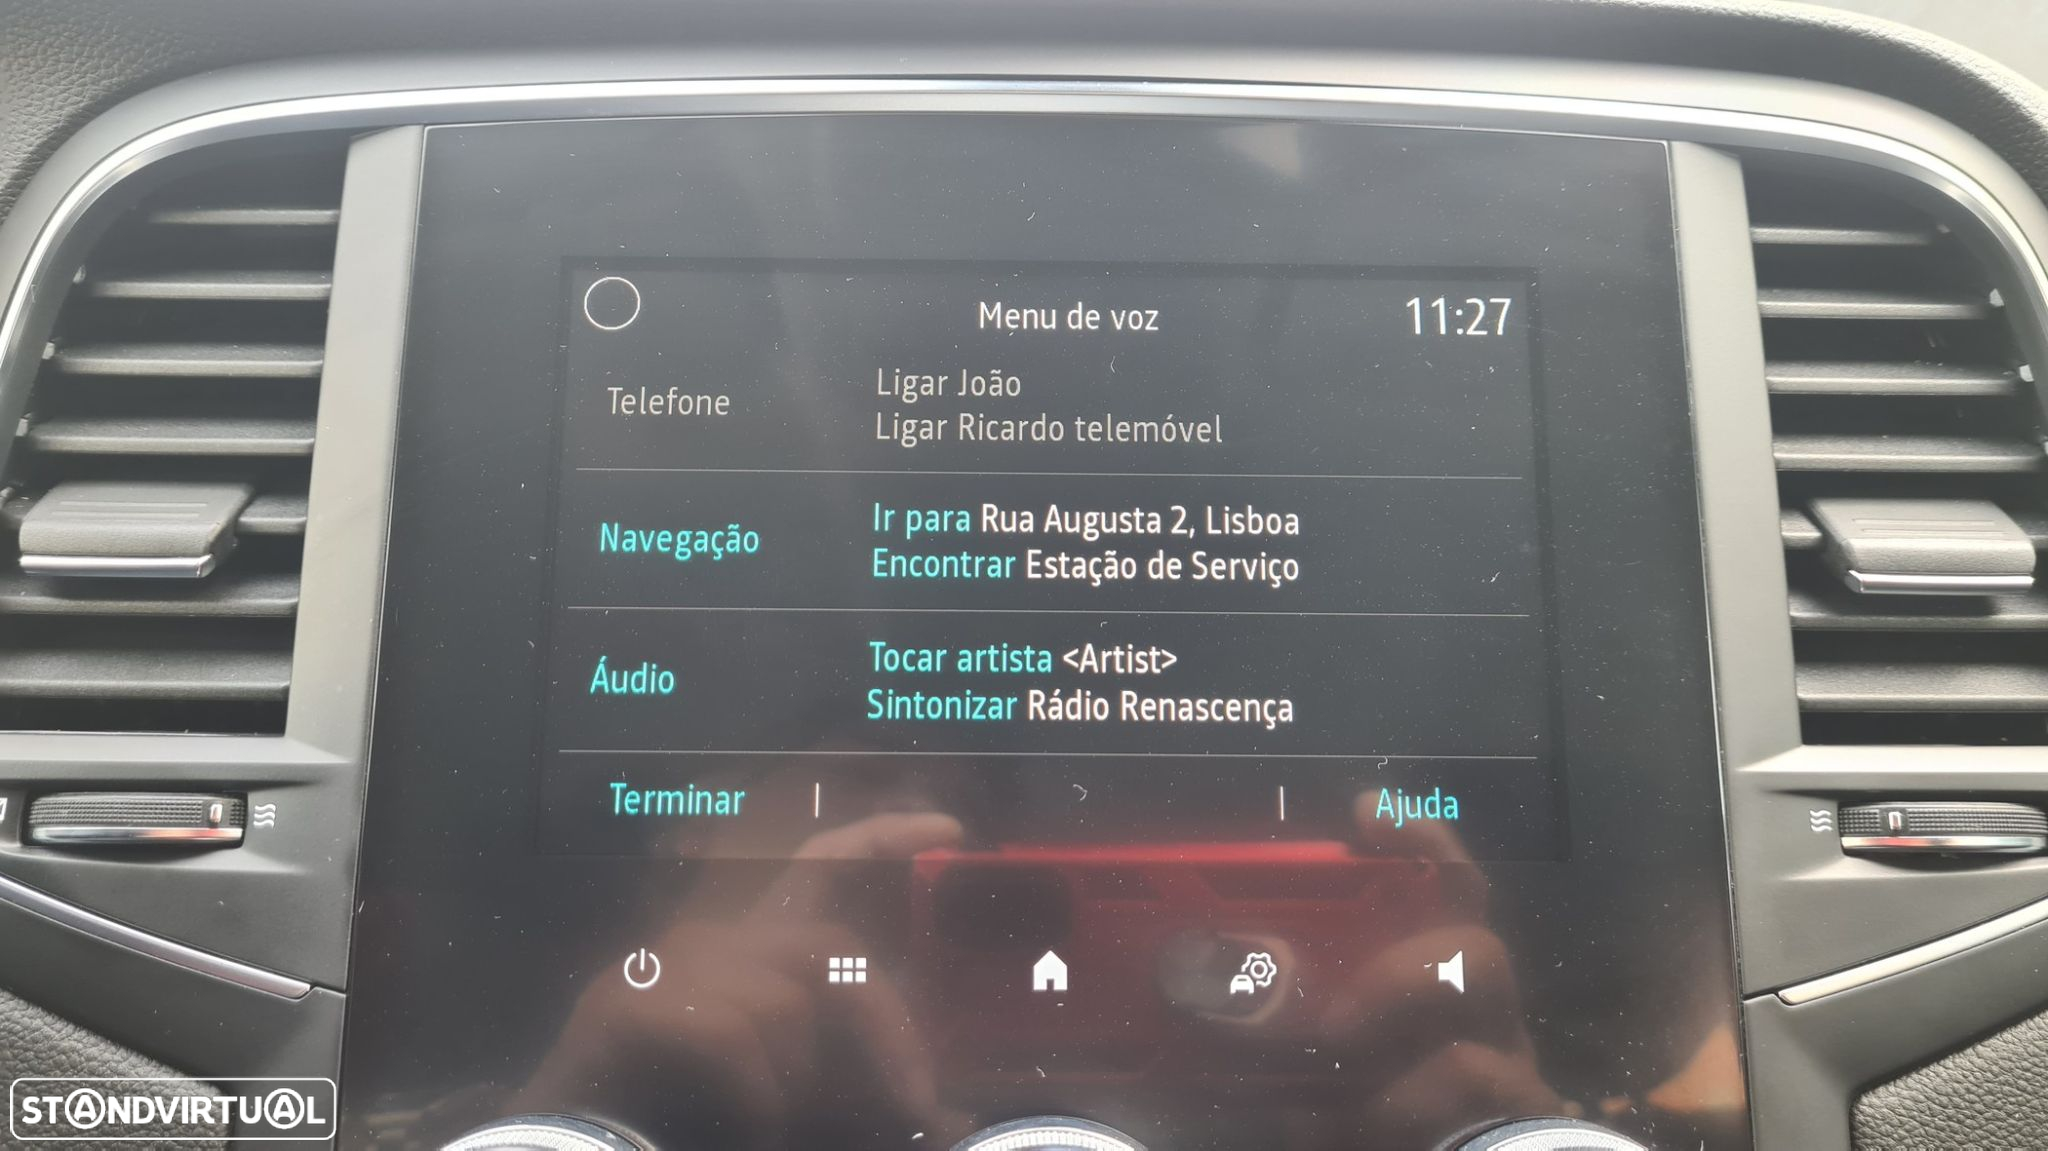 Menu de voz
11:27
Telefone
Ligar João
Ligar Ricardo telemóvel
Navegação
Ir para Rua Augusta 2, Lisboa
Encontrar Estação de Serviço
Áudio
Tocar artista <Artist>
Sintonizar Rádio Renascença
Terminar
Ajuda
STANDVIRTUAL